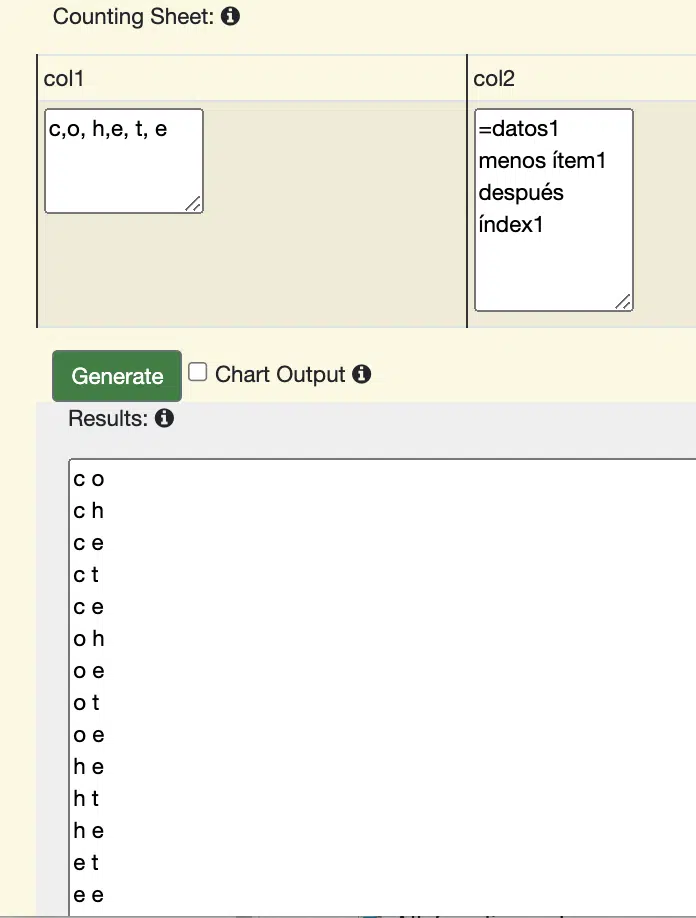 Counting Sheet:
col1
col2
c,o, h,e, t, e
=datos1
menos ítem1
después
índex1
Generate
Chart Output
Results:
c o
c h
c e
c t
c e
o h
o e
o t
o e
h e
h t
h e
e t
e e